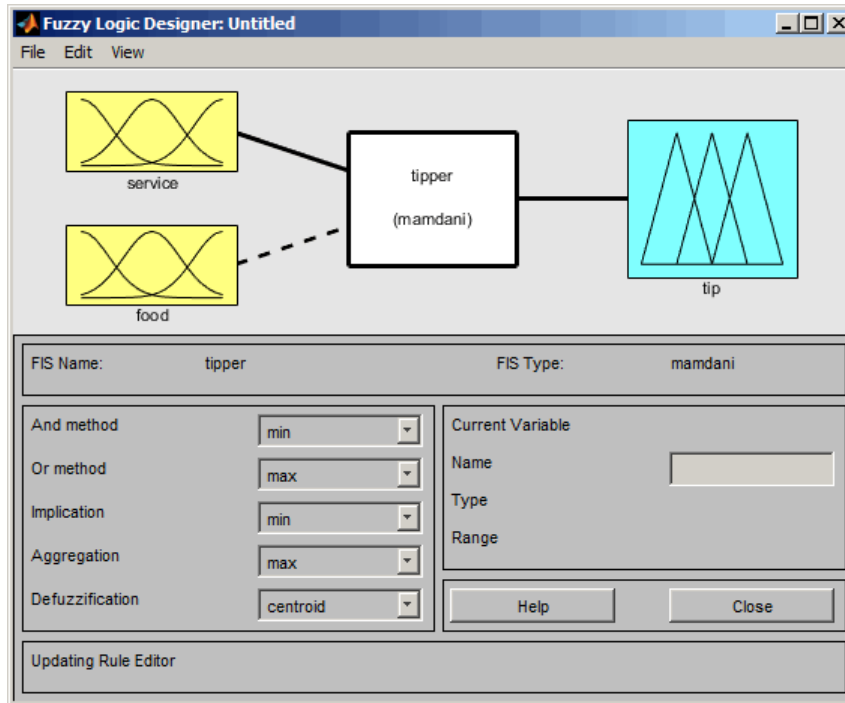 Fuzzy Logic Designer: Untitled
File Edit View
service
food
tipper
(mamdani)
tip
FIS Name: tipper FIS Type: mamdani
And method min
Or method max
Implication min
Aggregation max
Defuzzification centroid
Current Variable
Name
Type
Range
Help Close
Updating Rule Editor